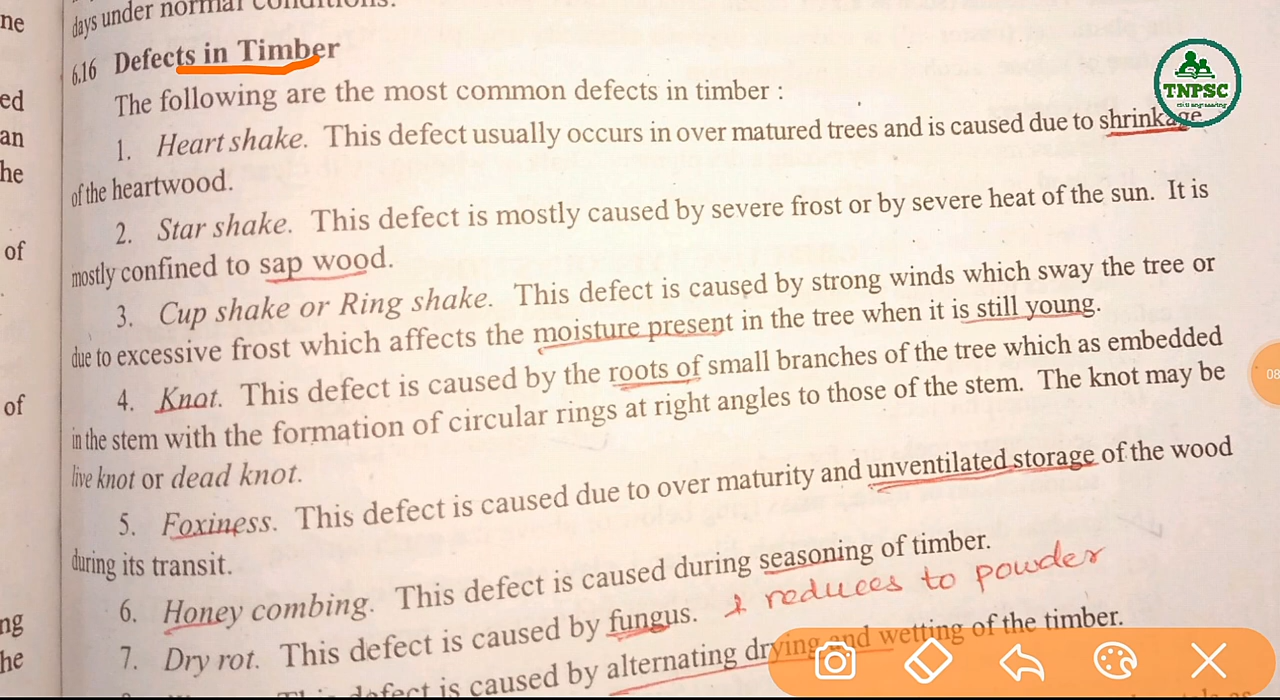 ne
ed
an
he
of
of
ng
he
days under normal conditions.
6.16 Defects in Timber
The following are the most common defects in timber :
1. Heart shake. This defect usually occurs in over matured trees and is caused due to shrinkage
of the heartwood.
2. Star shake. This defect is mostly caused by severe frost or by severe heat of the sun. It is
mostly confined to sap wood.
3. Cup shake or Ring shake. This defect is caused by strong winds which sway the tree or
due to excessive frost which affects the moisture present in the tree when it is still young.
4. Knot. This defect is caused by the roots of small branches of the tree which as embedded
in the stem with the formation of circular rings at right angles to those of the stem. The knot may be
live knot or dead knot.
5. Foxiness. This defect is caused due to over maturity and unventilated storage of the wood
during its transit.
6. Honey combing. This defect is caused during seasoning of timber.
7. Dry rot. This defect is caused by fungus. & reduces to powder
defect is caused by alternating drying and wetting of the timber.
TNPSC
civil engineering
08